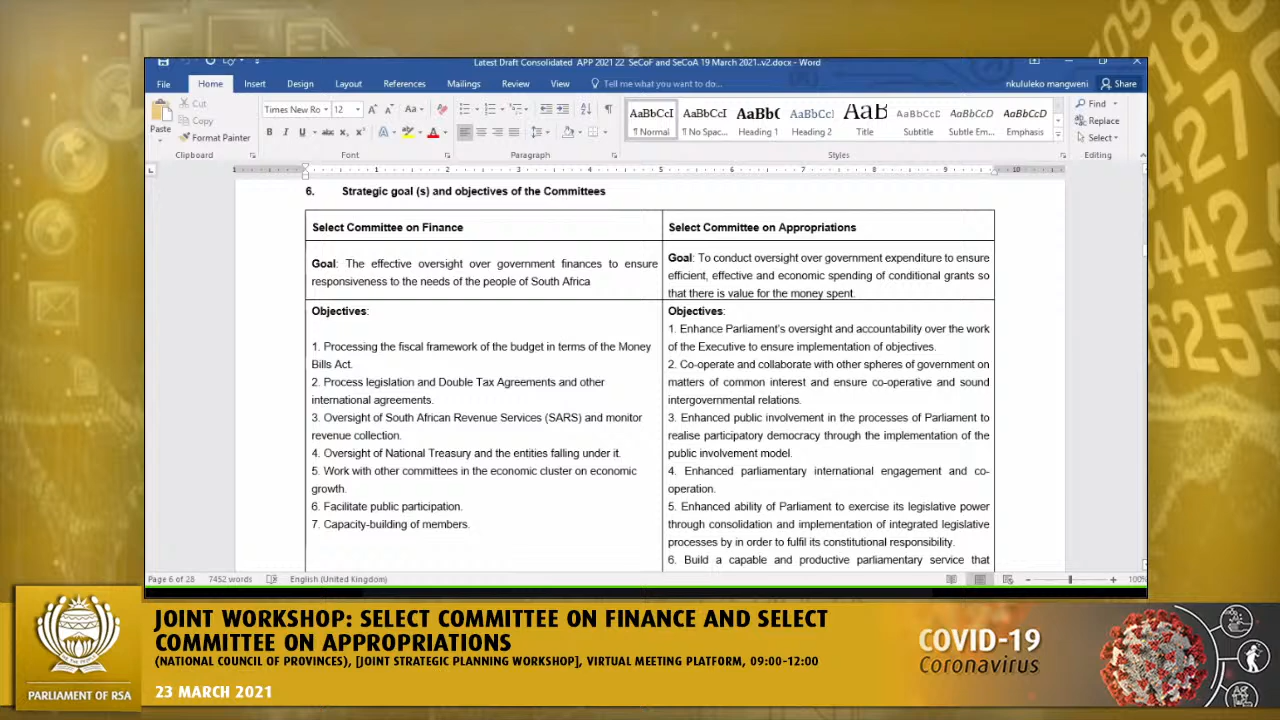 Latest Draft Consolidated APP 2021 22 SeCoF and SeCoA 19 March 2021..v2.docx - Word
File Home Insert Design Layout References Mailings Review View Tell me what you want to do... nkululeko mangweni Share
Cut
Copy
Paste
Format Painter
Times New Ro 12
Aa
B I U abc x₂ x² A
AaBbCcI AaBbCcI AaBb( AaBbCcl AaB AaBbCcD AaBbCcD AaBbCcD
¶ Normal ¶ No Spac... Heading 1 Heading 2 Title Subtitle Subtle Em... Emphasis
Find
Replace
Select
Clipboard Font Paragraph Styles Editing
1 1 2 3 4 5 6 7 8 9 10
6. Strategic goal (s) and objectives of the Committees
Select Committee on Finance
Goal: The effective oversight over government finances to ensure
responsiveness to the needs of the people of South Africa
Objectives:
1. Processing the fiscal framework of the budget in terms of the Money
Bills Act.
2. Process legislation and Double Tax Agreements and other
international agreements.
3. Oversight of South African Revenue Services (SARS) and monitor
revenue collection.
4. Oversight of National Treasury and the entities falling under it.
5. Work with other committees in the economic cluster on economic
growth.
6. Facilitate public participation.
7. Capacity-building of members.
Select Committee on Appropriations
Goal: To conduct oversight over government expenditure to ensure
efficient, effective and economic spending of conditional grants so
that there is value for the money spent.
Objectives:
1. Enhance Parliament's oversight and accountability over the work
of the Executive to ensure implementation of objectives.
2. Co-operate and collaborate with other spheres of government on
matters of common interest and ensure co-operative and sound
intergovernmental relations.
3. Enhanced public involvement in the processes of Parliament to
realise participatory democracy through the implementation of the
public involvement model.
4. Enhanced parliamentary international engagement and co-
operation.
5. Enhanced ability of Parliament to exercise its legislative power
through consolidation and implementation of integrated legislative
processes by in order to fulfil its constitutional responsibility.
6. Build a capable and productive parliamentary service that
Page 6 of 28 7452 words English (United Kingdom) 100%
JOINT WORKSHOP: SELECT COMMITTEE ON FINANCE AND SELECT
COMMITTEE ON APPROPRIATIONS
(NATIONAL COUNCIL OF PROVINCES), [JOINT STRATEGIC PLANNING WORKSHOP], VIRTUAL MEETING PLATFORM, 09:00-12:00
23 MARCH 2021
PARLIAMENT OF RSA
COVID-19
Coronavirus